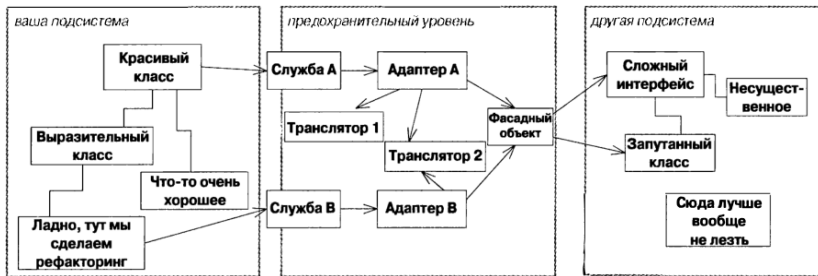 ваша подсистема
Красивый
класс
Выразительный
класс
Что-то очень
хорошее
Ладно, тут мы
сделаем
рефакторинг
предохранительный уровень
Служба А
Адаптер А
Транслятор 1
Фасадный
объект
Транслятор 2
Служба В
Адаптер В
другая подсистема
Сложный
интерфейс
Несущест-
венное
Запутанный
класс
Сюда лучше
вообще
не лезть